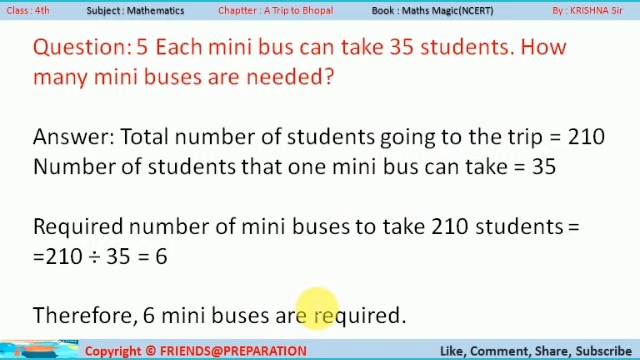 Class : 4th Subject : Mathematics Chaptter : A Trip to Bhopal Book : Maths Magic(NCERT) By : KRISHNA Sir
Question: 5 Each mini bus can take 35 students. How
many mini buses are needed?
Answer: Total number of students going to the trip = 210
Number of students that one mini bus can take = 35
Required number of mini buses to take 210 students =
=210 ÷ 35 = 6
Therefore, 6 mini buses are required.
Copyright © FRIENDS@PREPARATION Like, Comment, Share, Subscribe